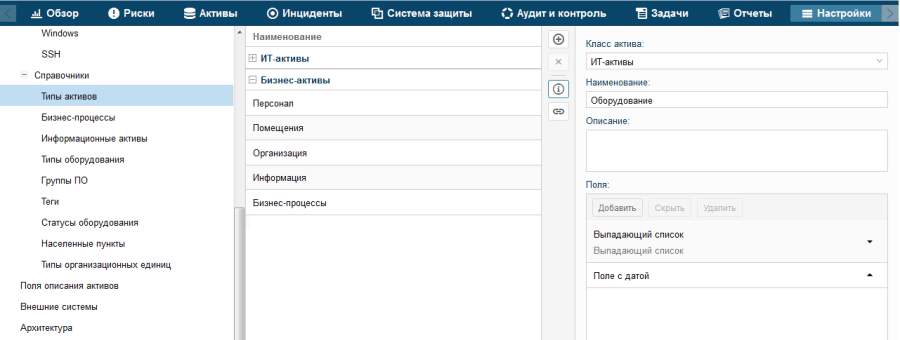 Обзор
Риски
Активы
Инциденты
Система защиты
Аудит и контроль
Задачи
Отчеты
Настройки
Windows
SSH
Справочники
Типы активов
Бизнес-процессы
Информационные активы
Типы оборудования
Группы ПО
Теги
Статусы оборудования
Населенные пункты
Типы организационных единиц
Поля описания активов
Внешние системы
Архитектура
Наименование
ИТ-активы
Бизнес-активы
Персонал
Помещения
Организация
Информация
Бизнес-процессы
Класс актива:
ИТ-активы
Наименование:
Оборудование
Описание:
Поля:
Добавить
Скрыть
Удалить
Выпадающий список
Выпадающий список
Поле с датой